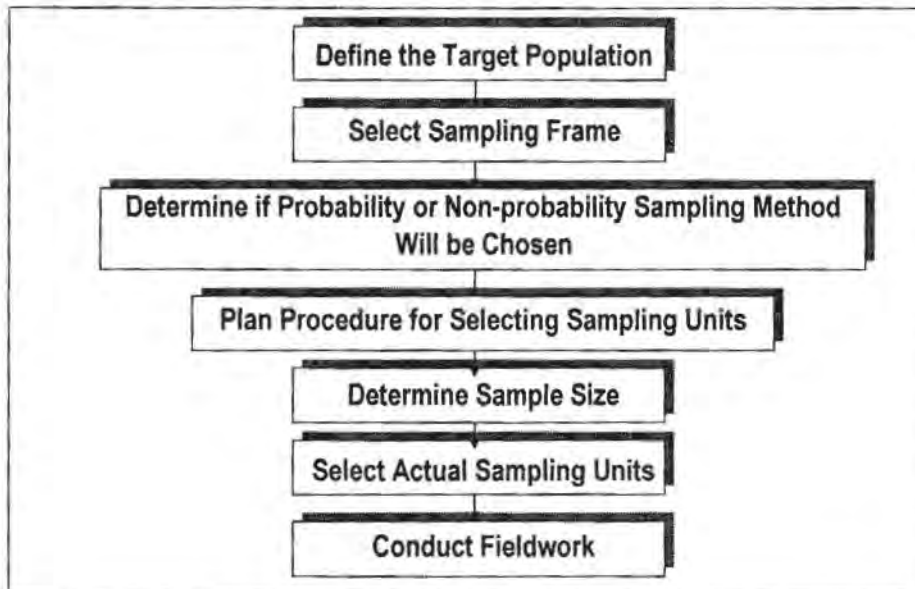 Define the Target Population
Select Sampling Frame
Determine if Probability or Non-probability Sampling Method
Will be Chosen
Plan Procedure for Selecting Sampling Units
Determine Sample Size
Select Actual Sampling Units
Conduct Fieldwork